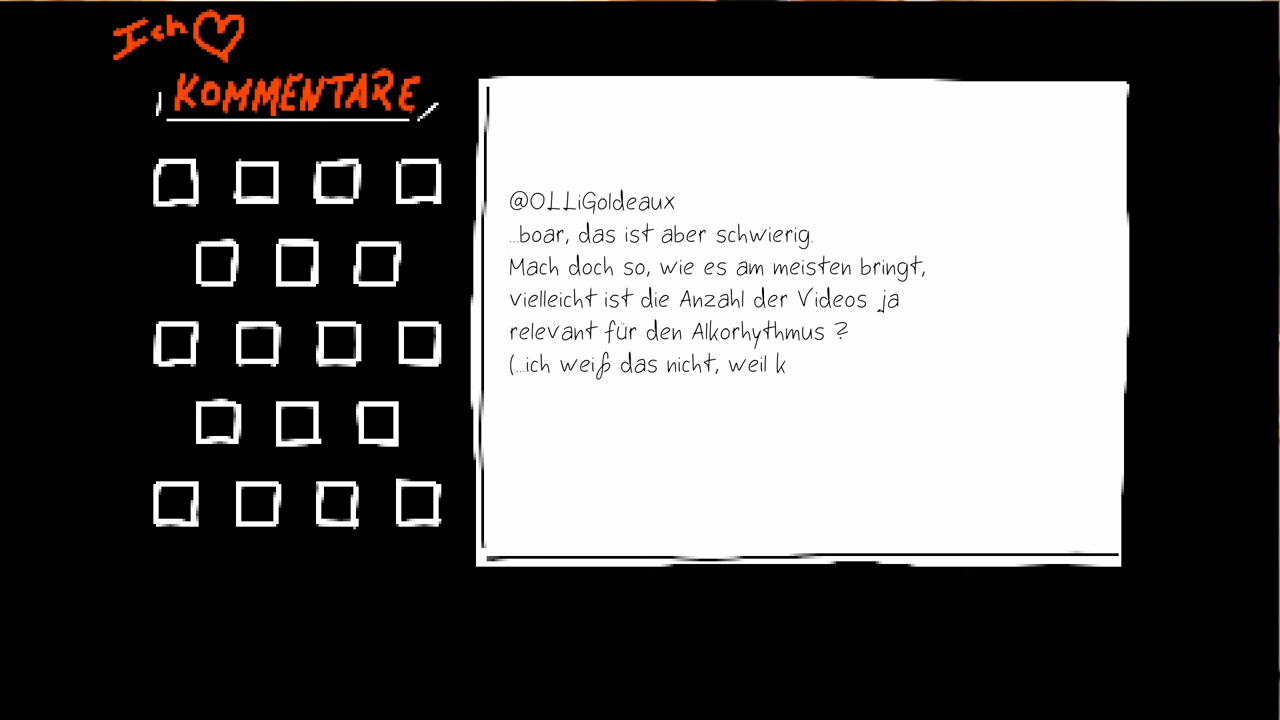 Ich
KOMMENTARE
@OLLiGoldeaux
...boar, das ist aber schwierig.
Mach doch so, wie es am meisten bringt,
vielleicht ist die Anzahl der Videos ja
relevant für den Alkorhythmus ?
(...ich weiß das nicht, weil k